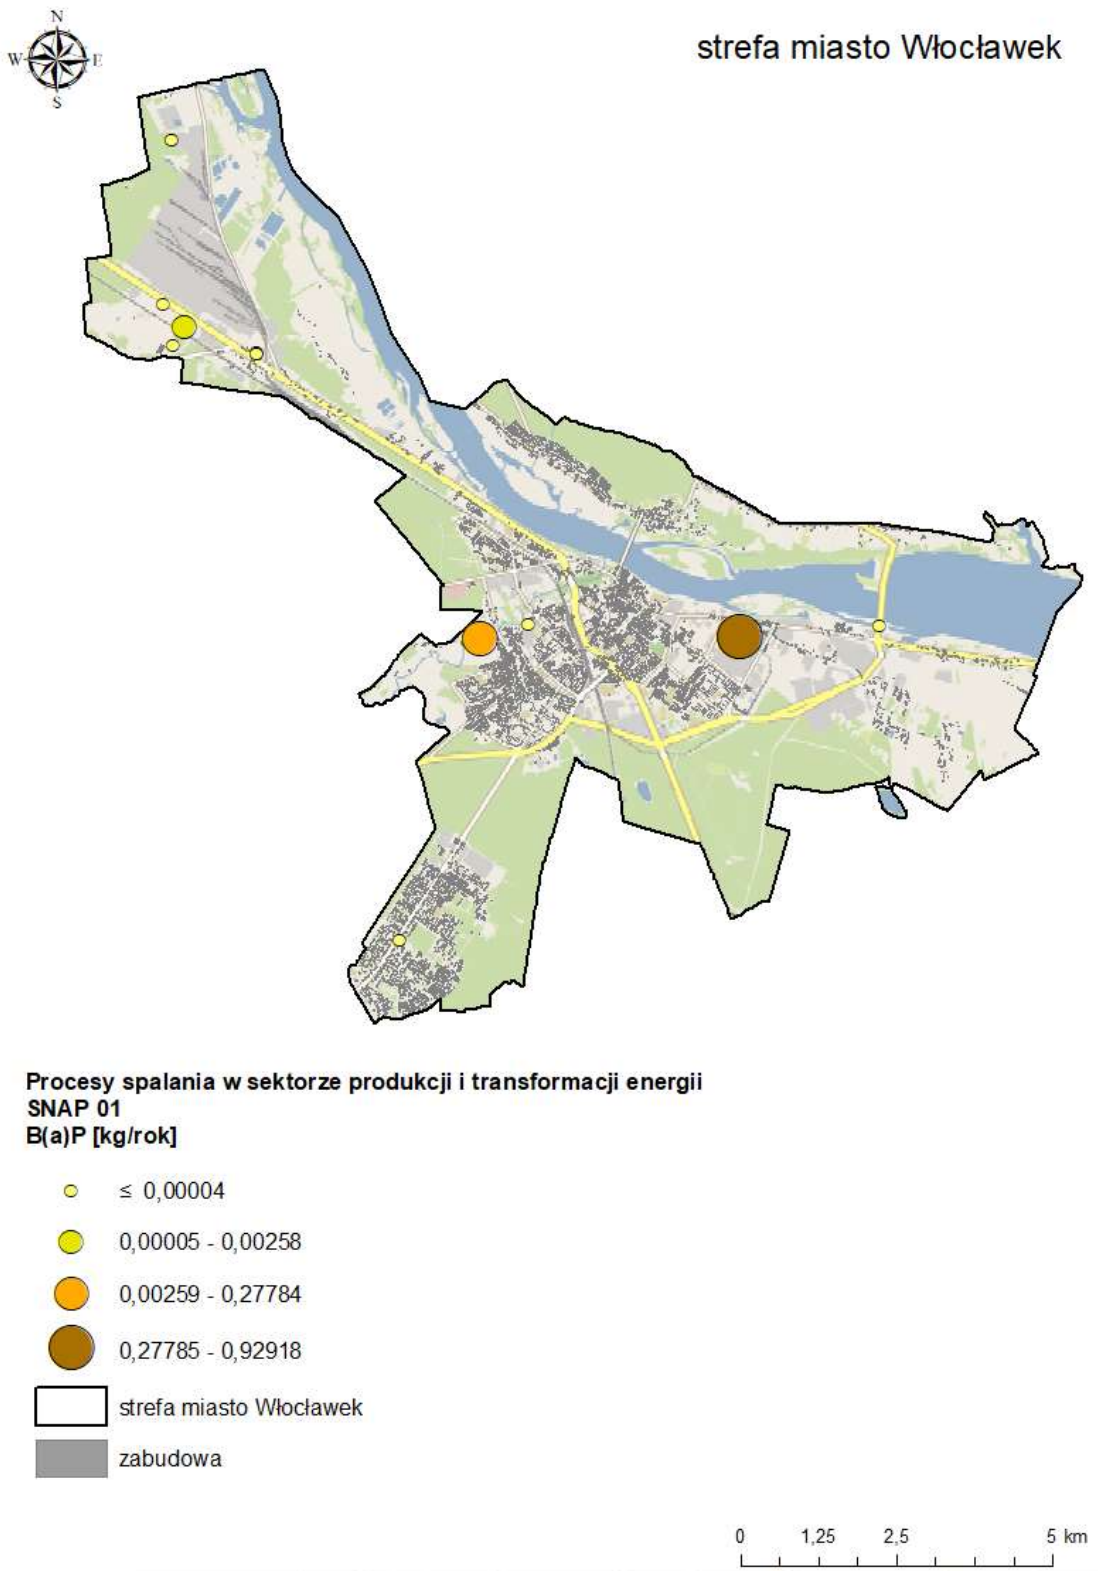 N
W E
S
strefa miasto Włocławek
Procesy spalania w sektorze produkcji i transformacji energii
SNAP 01
B(a)P [kg/rok]
≤ 0,00004
0,00005 - 0,00258
0,00259 - 0,27784
0,27785 - 0,92918
strefa miasto Włocławek
zabudowa
0 1,25 2,5 5 km